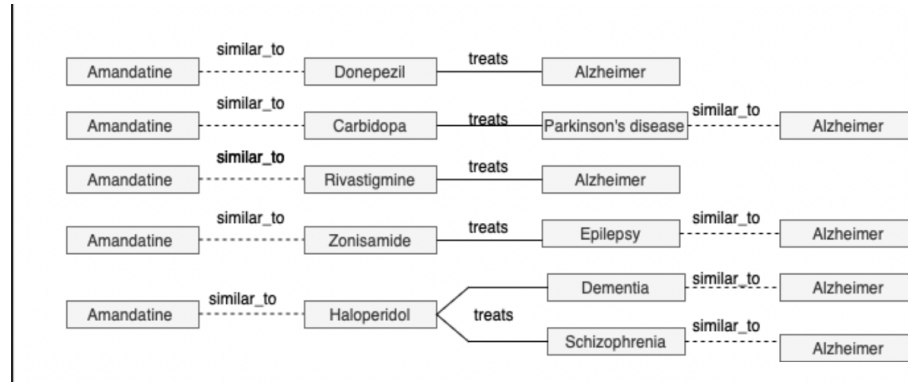 similar_to treats
Amandatine Donepezil Alzheimer
similar_to treats similar_to
Amandatine Carbidopa Parkinson's disease Alzheimer
similar_to treats
Amandatine Rivastigmine Alzheimer
similar_to treats similar_to
Amandatine Zonisamide Epilepsy Alzheimer
similar_to
Dementia Alzheimer
similar_to
Amandatine Haloperidol treats
similar_to
Schizophrenia Alzheimer